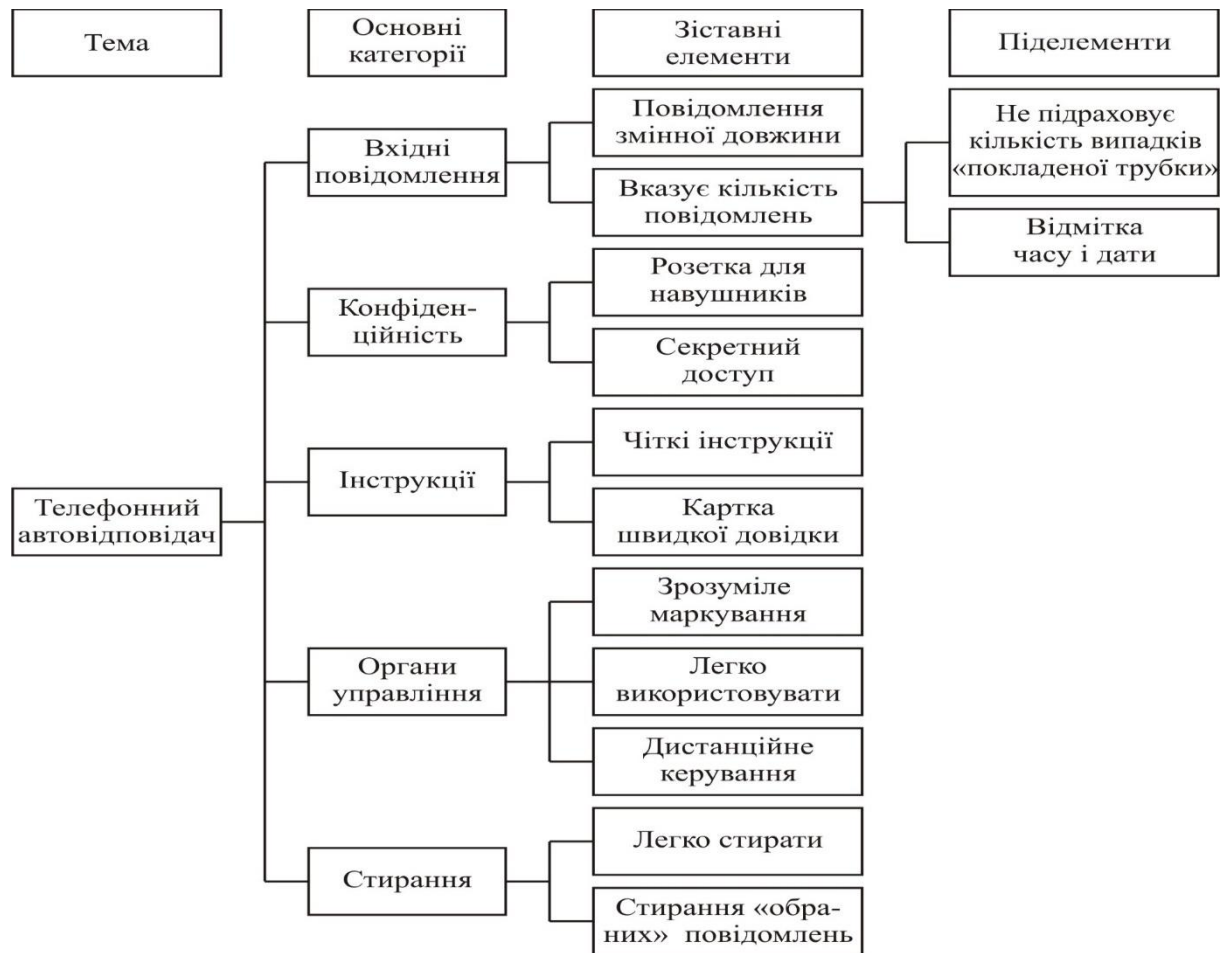 Тема
Основні
категорії
Зіставні
елементи
Піделементи
Телефонний
автовідповідач
Вхідні
повідомлення
Повідомлення
змінної довжини
Вказує кількість
повідомлень
Не підраховує
кількість випадків
«покладеної трубки»
Відмітка
часу і дати
Конфіден-
ційність
Розетка для
навушників
Секретний
доступ
Інструкції
Чіткі інструкції
Картка
швидкої довідки
Органи
управління
Зрозуміле
маркування
Легко
використовувати
Дистанційне
керування
Стирання
Легко стирати
Стирання «обра-
них» повідомлень